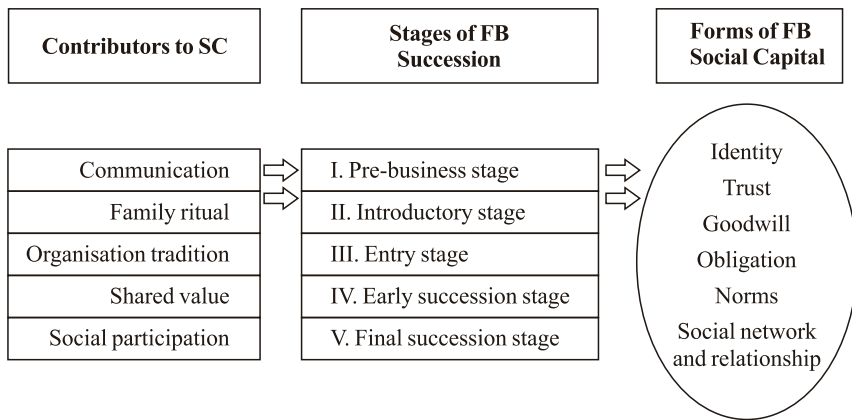 Contributors to SC
Stages of FB
Succession
Forms of FB
Social Capital
Communication
Family ritual
Organisation tradition
Shared value
Social participation
I. Pre-business stage
II. Introductory stage
III. Entry stage
IV. Early succession stage
V. Final succession stage
Identity
Trust
Goodwill
Obligation
Norms
Social network
and relationship